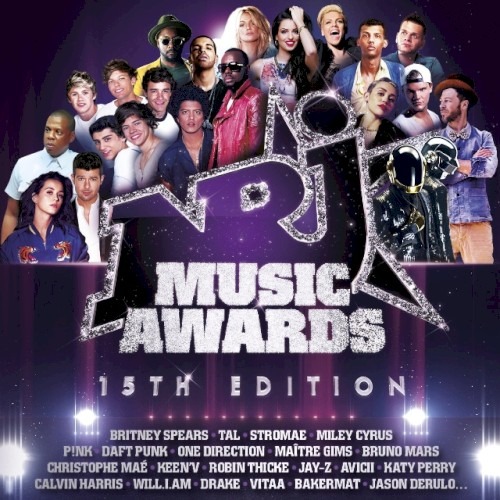 NRJ
MUSIC
AWARDS
15TH EDITION
BRITNEY SPEARS • TAL • STROMAE • MILEY CYRUS
P!NK • DAFT PUNK • ONE DIRECTION • MAÎTRE GIMS • BRUNO MARS
CHRISTOPHE MAÉ • KEEN'V • ROBIN THICKE • JAY-Z • AVICII • KATY PERRY
CALVIN HARRIS • WILL.I.AM • DRAKE • VITAA • BAKERMAT • JASON DERULO...